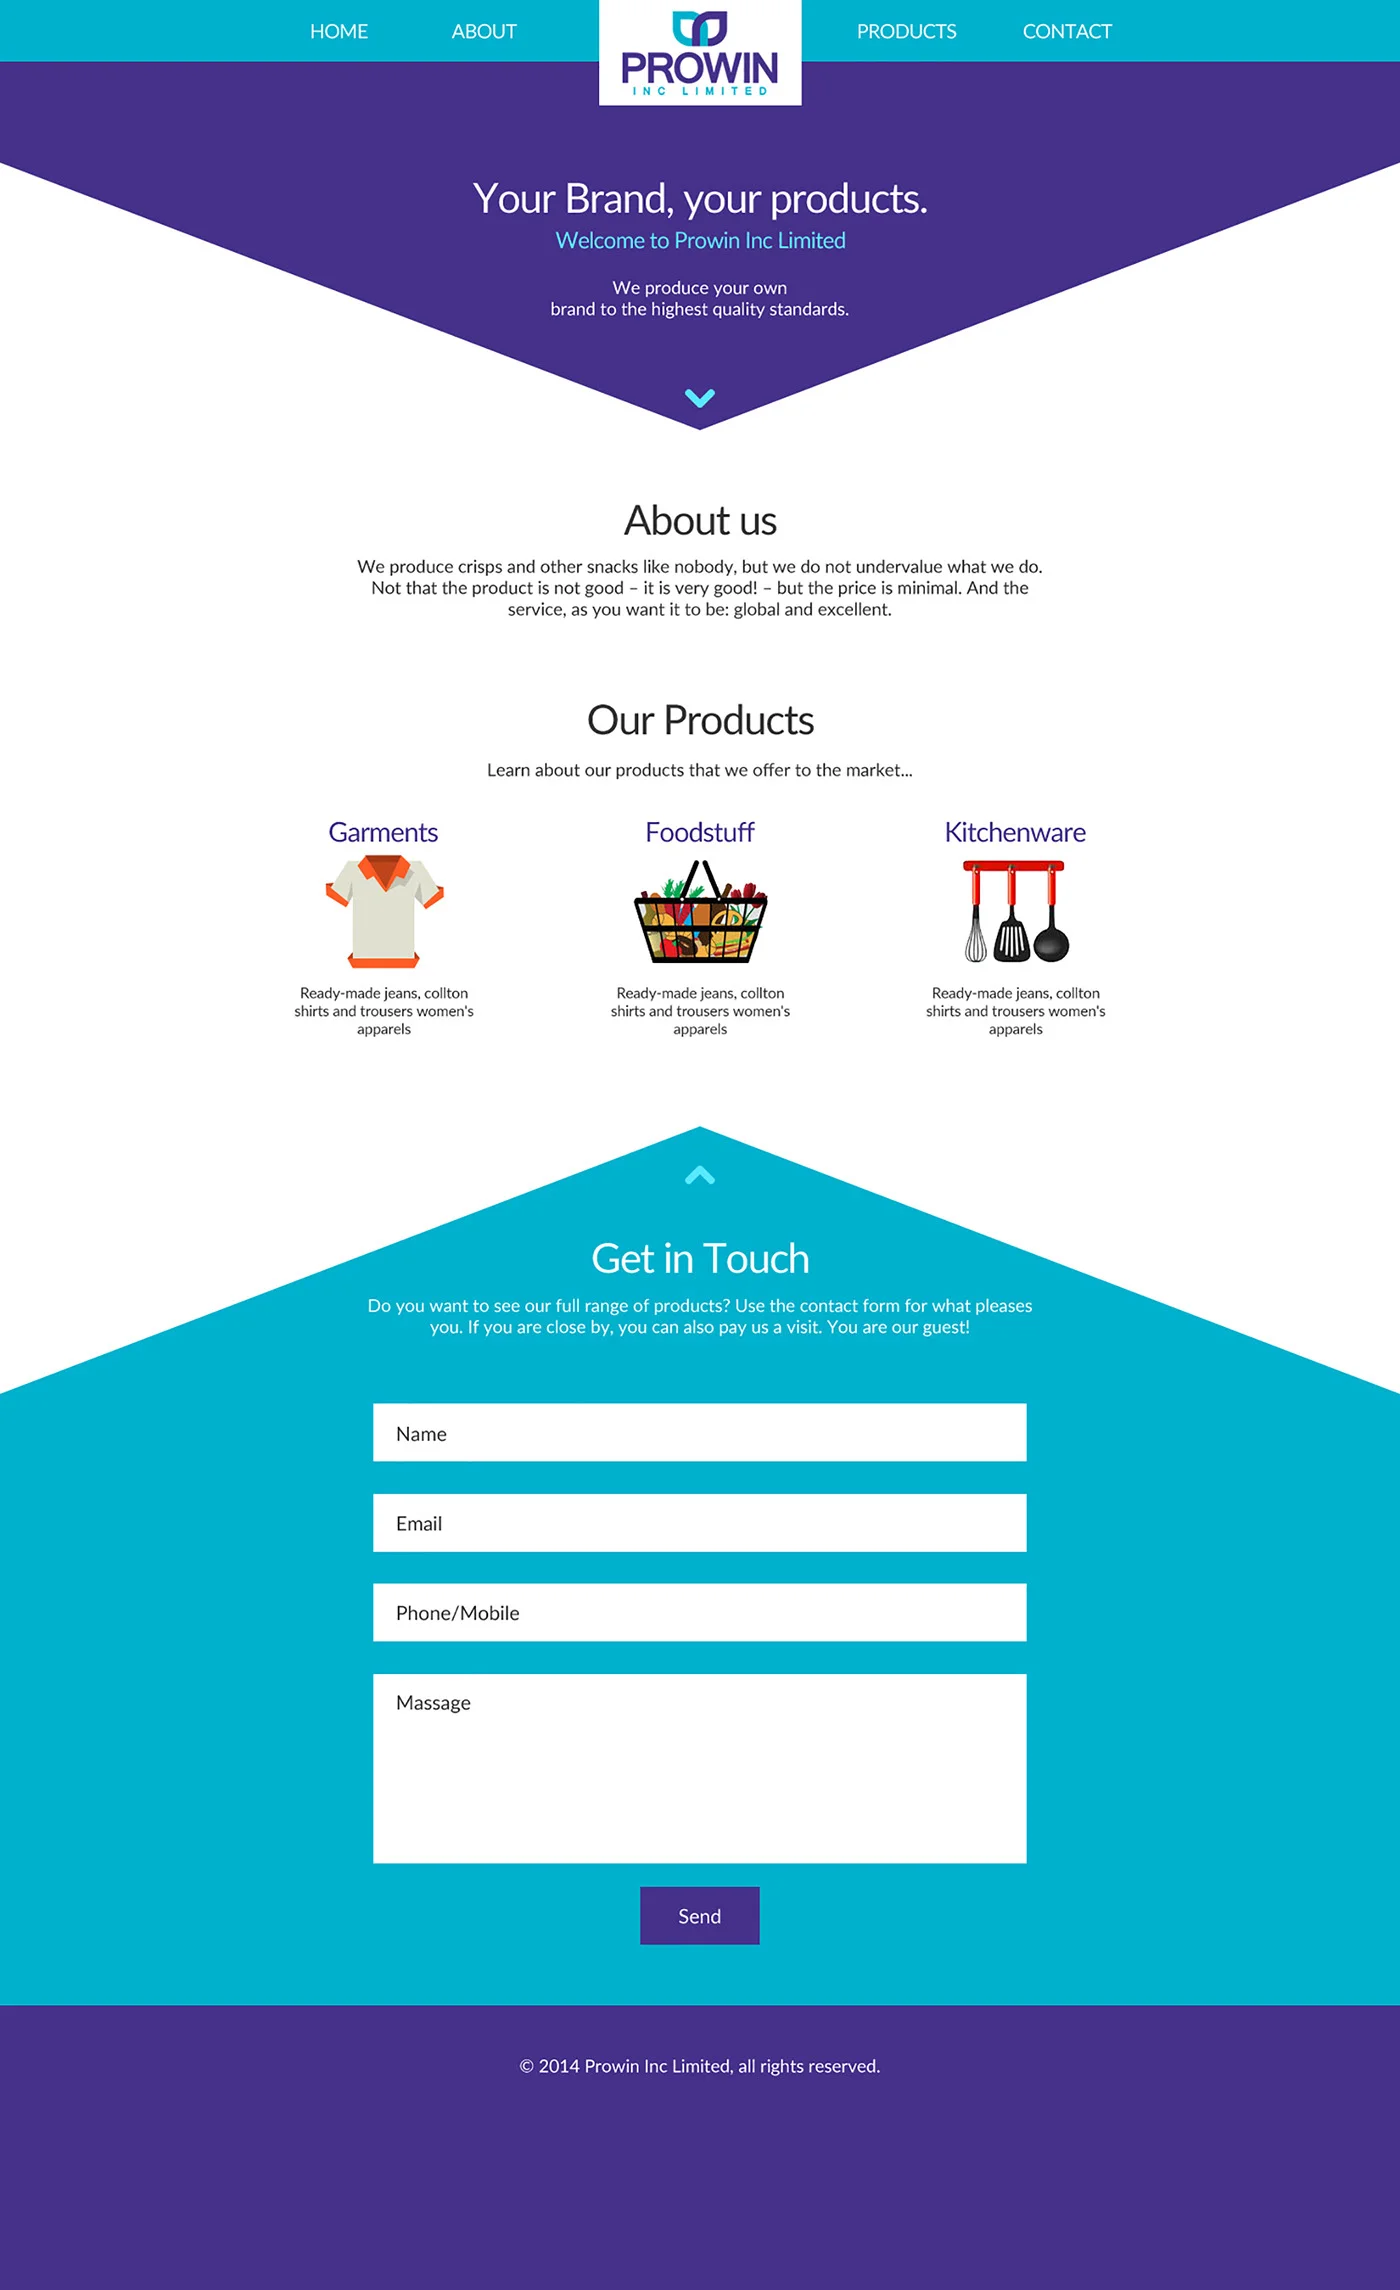 HOME
ABOUT
PROWIN
INC LIMITED
PRODUCTS
CONTACT
Your Brand, your products.
Welcome to Prowin Inc Limited
We produce your own
brand to the highest quality standards.
About us
We produce crisps and other snacks like nobody, but we do not undervalue what we do.
Not that the product is not good – it is very good! – but the price is minimal. And the
service, as you want it to be: global and excellent.
Our Products
Learn about our products that we offer to the market...
Garments
Ready-made jeans, collton
shirts and trousers women's
apparels
Foodstuff
Ready-made jeans, collton
shirts and trousers women's
apparels
Kitchenware
Ready-made jeans, collton
shirts and trousers women's
apparels
Get in Touch
Do you want to see our full range of products? Use the contact form for what pleases
you. If you are close by, you can also pay us a visit. You are our guest!
Name
Email
Phone/Mobile
Massage
Send
© 2014 Prowin Inc Limited, all rights reserved.